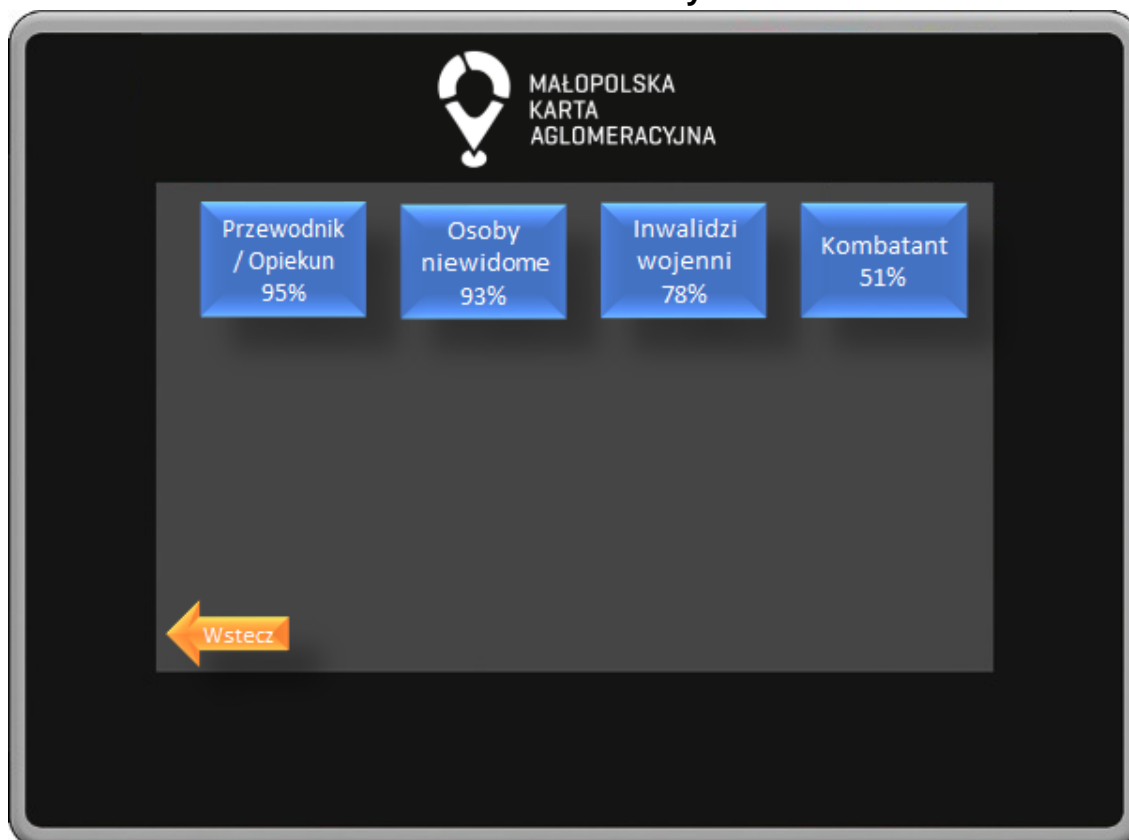 MAŁOPOLSKA
KARTA
AGLOMERACYJNA
Przewodnik
/ Opiekun
95%
Osoby
niewidome
93%
Inwalidzi
wojenni
78%
Kombatant
51%
Wstecz